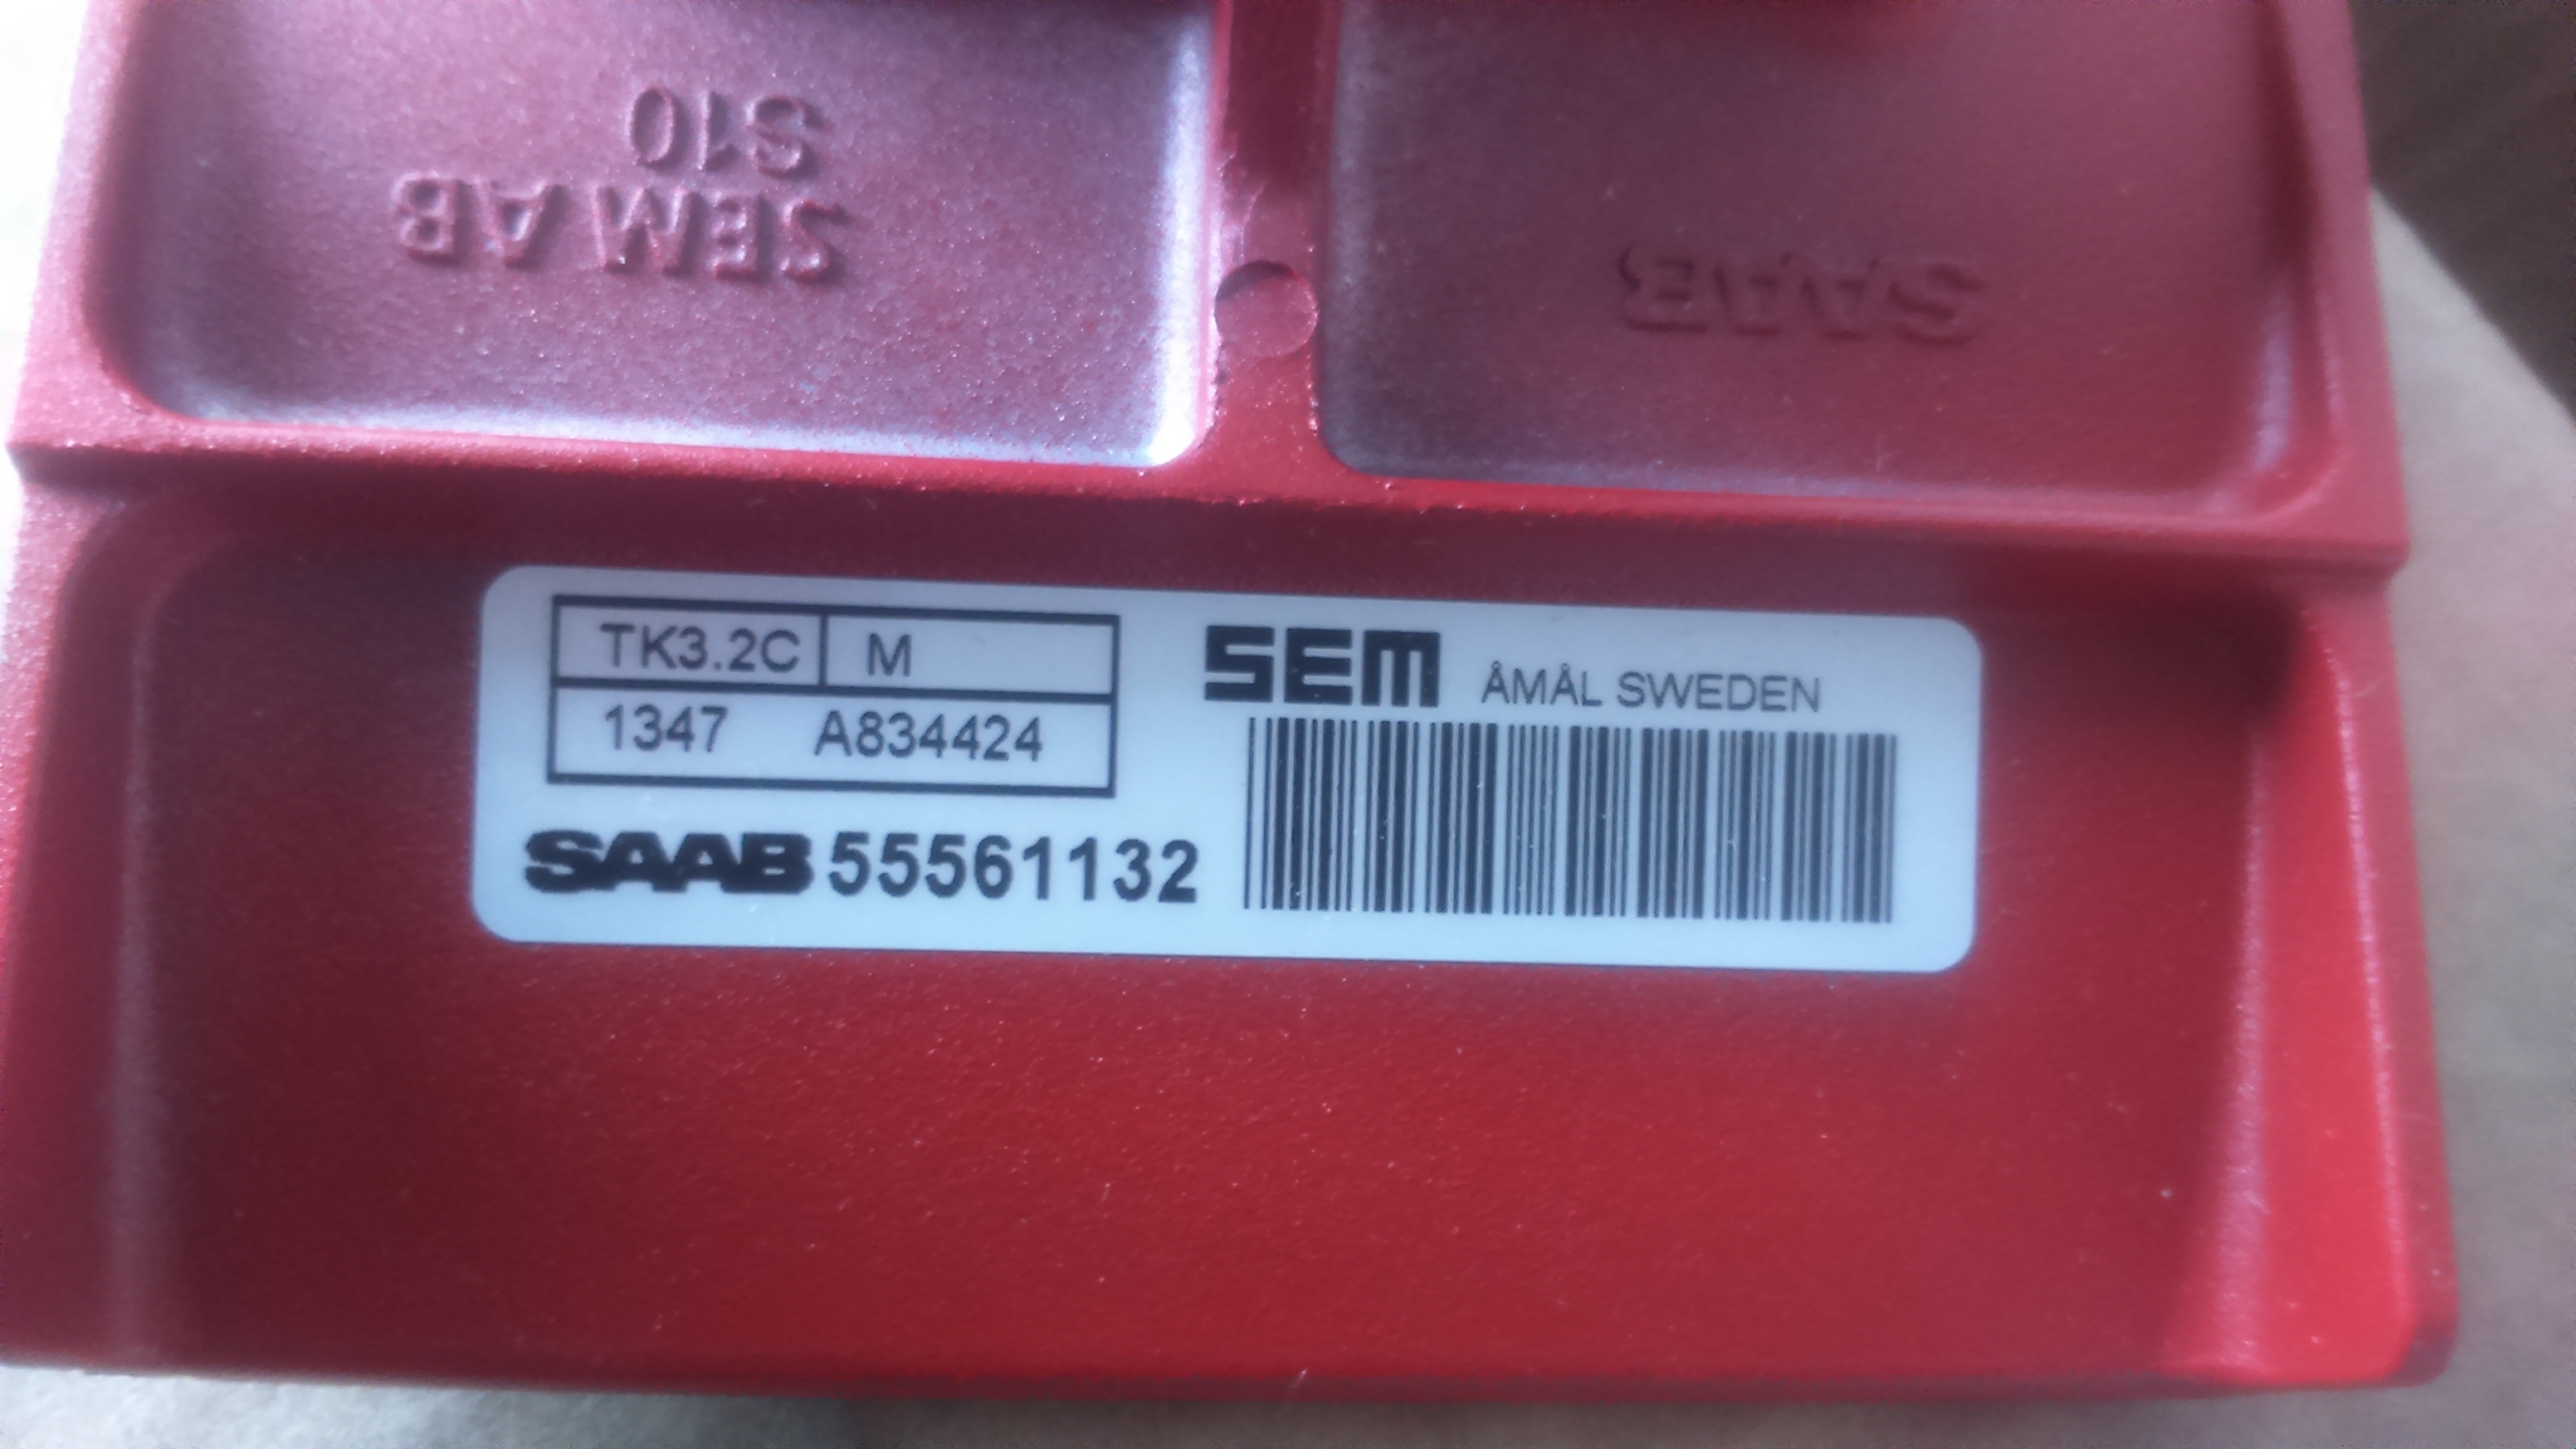 S10
SEM AB
SAAB
TK3.2C M
1347 A834424
SAAB 55561132
SEM ÅMÅL SWEDEN